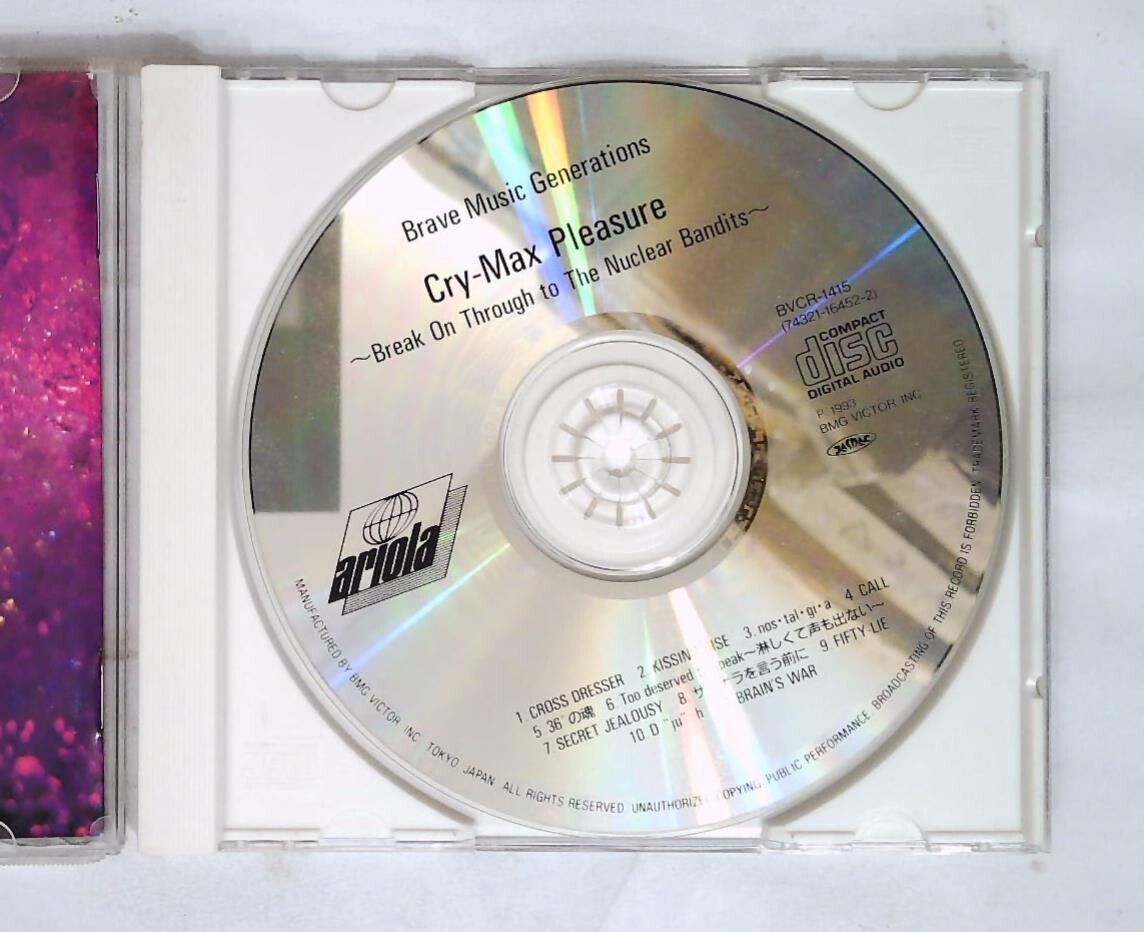 Brave Music Generations
Cry-Max Pleasure
～Break On Through to The Nuclear Bandits～
BVCR-1415
(74321-16452-2)
COMPACT
disc
DIGITAL AUDIO
P 1993
BMG VICTOR INC
JASRAC
ariola
1 CROSS DRESSER 2 3. nos・tal・gi・a 4 CALL
5 36°の魂 6 Too deserved speak～淋しくて声も出ない～
7 SECRET JEALOUSY 8 を言う前に 9 FIFTY-LIE
10 BRAIN'S WAR
MANUFACTURED BY BMG VICTOR INC TOKYO JAPAN ALL RIGHTS RESERVED UNAUTHORIZED COPYING PUBLIC PERFORMANCE BROADCASTING OF THIS RECORD IS FORBIDDEN TRADE MARK REGISTERED